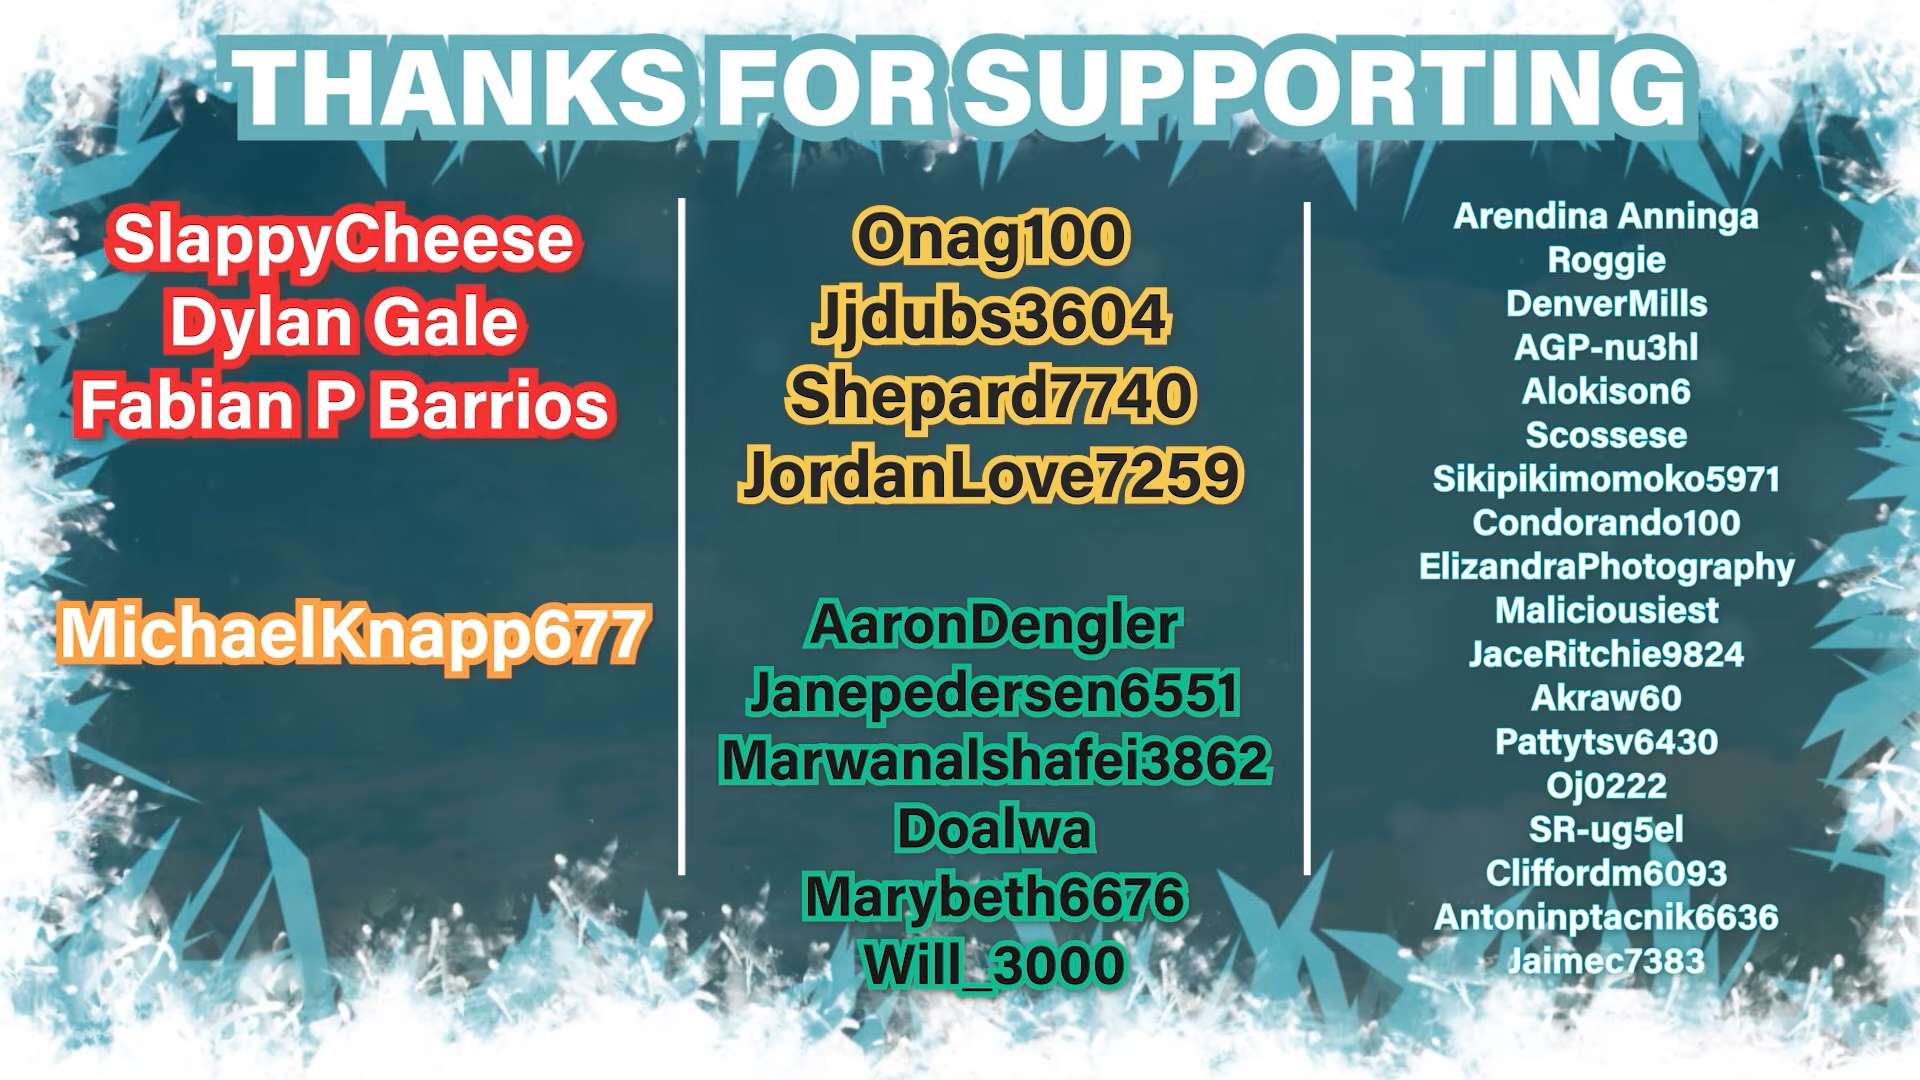 THANKS FOR SUPPORTING
SlappyCheese
Dylan Gale
Fabian P Barrios
MichaelKnapp677
Onag100
Jjdubs3604
Shepard7740
JordanLove7259
AaronDengler
Janepedersen6551
Marwanalshafei3862
Doalwa
Marybeth6676
Will_3000
Arendina Anninga
Roggie
DenverMills
AGP-nu3hl
Alokison6
Scossese
Sikipikimomoko5971
Condorando100
ElizandraPhotography
Maliciousiest
JaceRitchie9824
Akraw60
Pattytsv6430
Oj0222
SR-ug5el
Cliffordm6093
Antoninptacnik6636
Jaimec7383